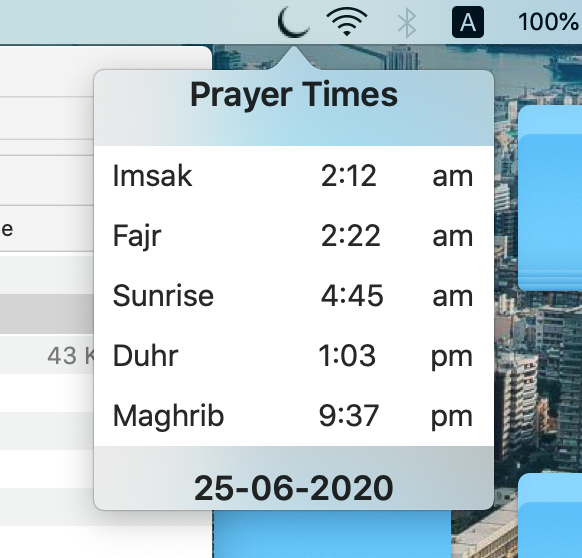 A 100%
Prayer Times
Imsak 2:12 am
Fajr 2:22 am
e
Sunrise 4:45 am
43 K
Duhr 1:03 pm
Maghrib 9:37 pm
25-06-2020